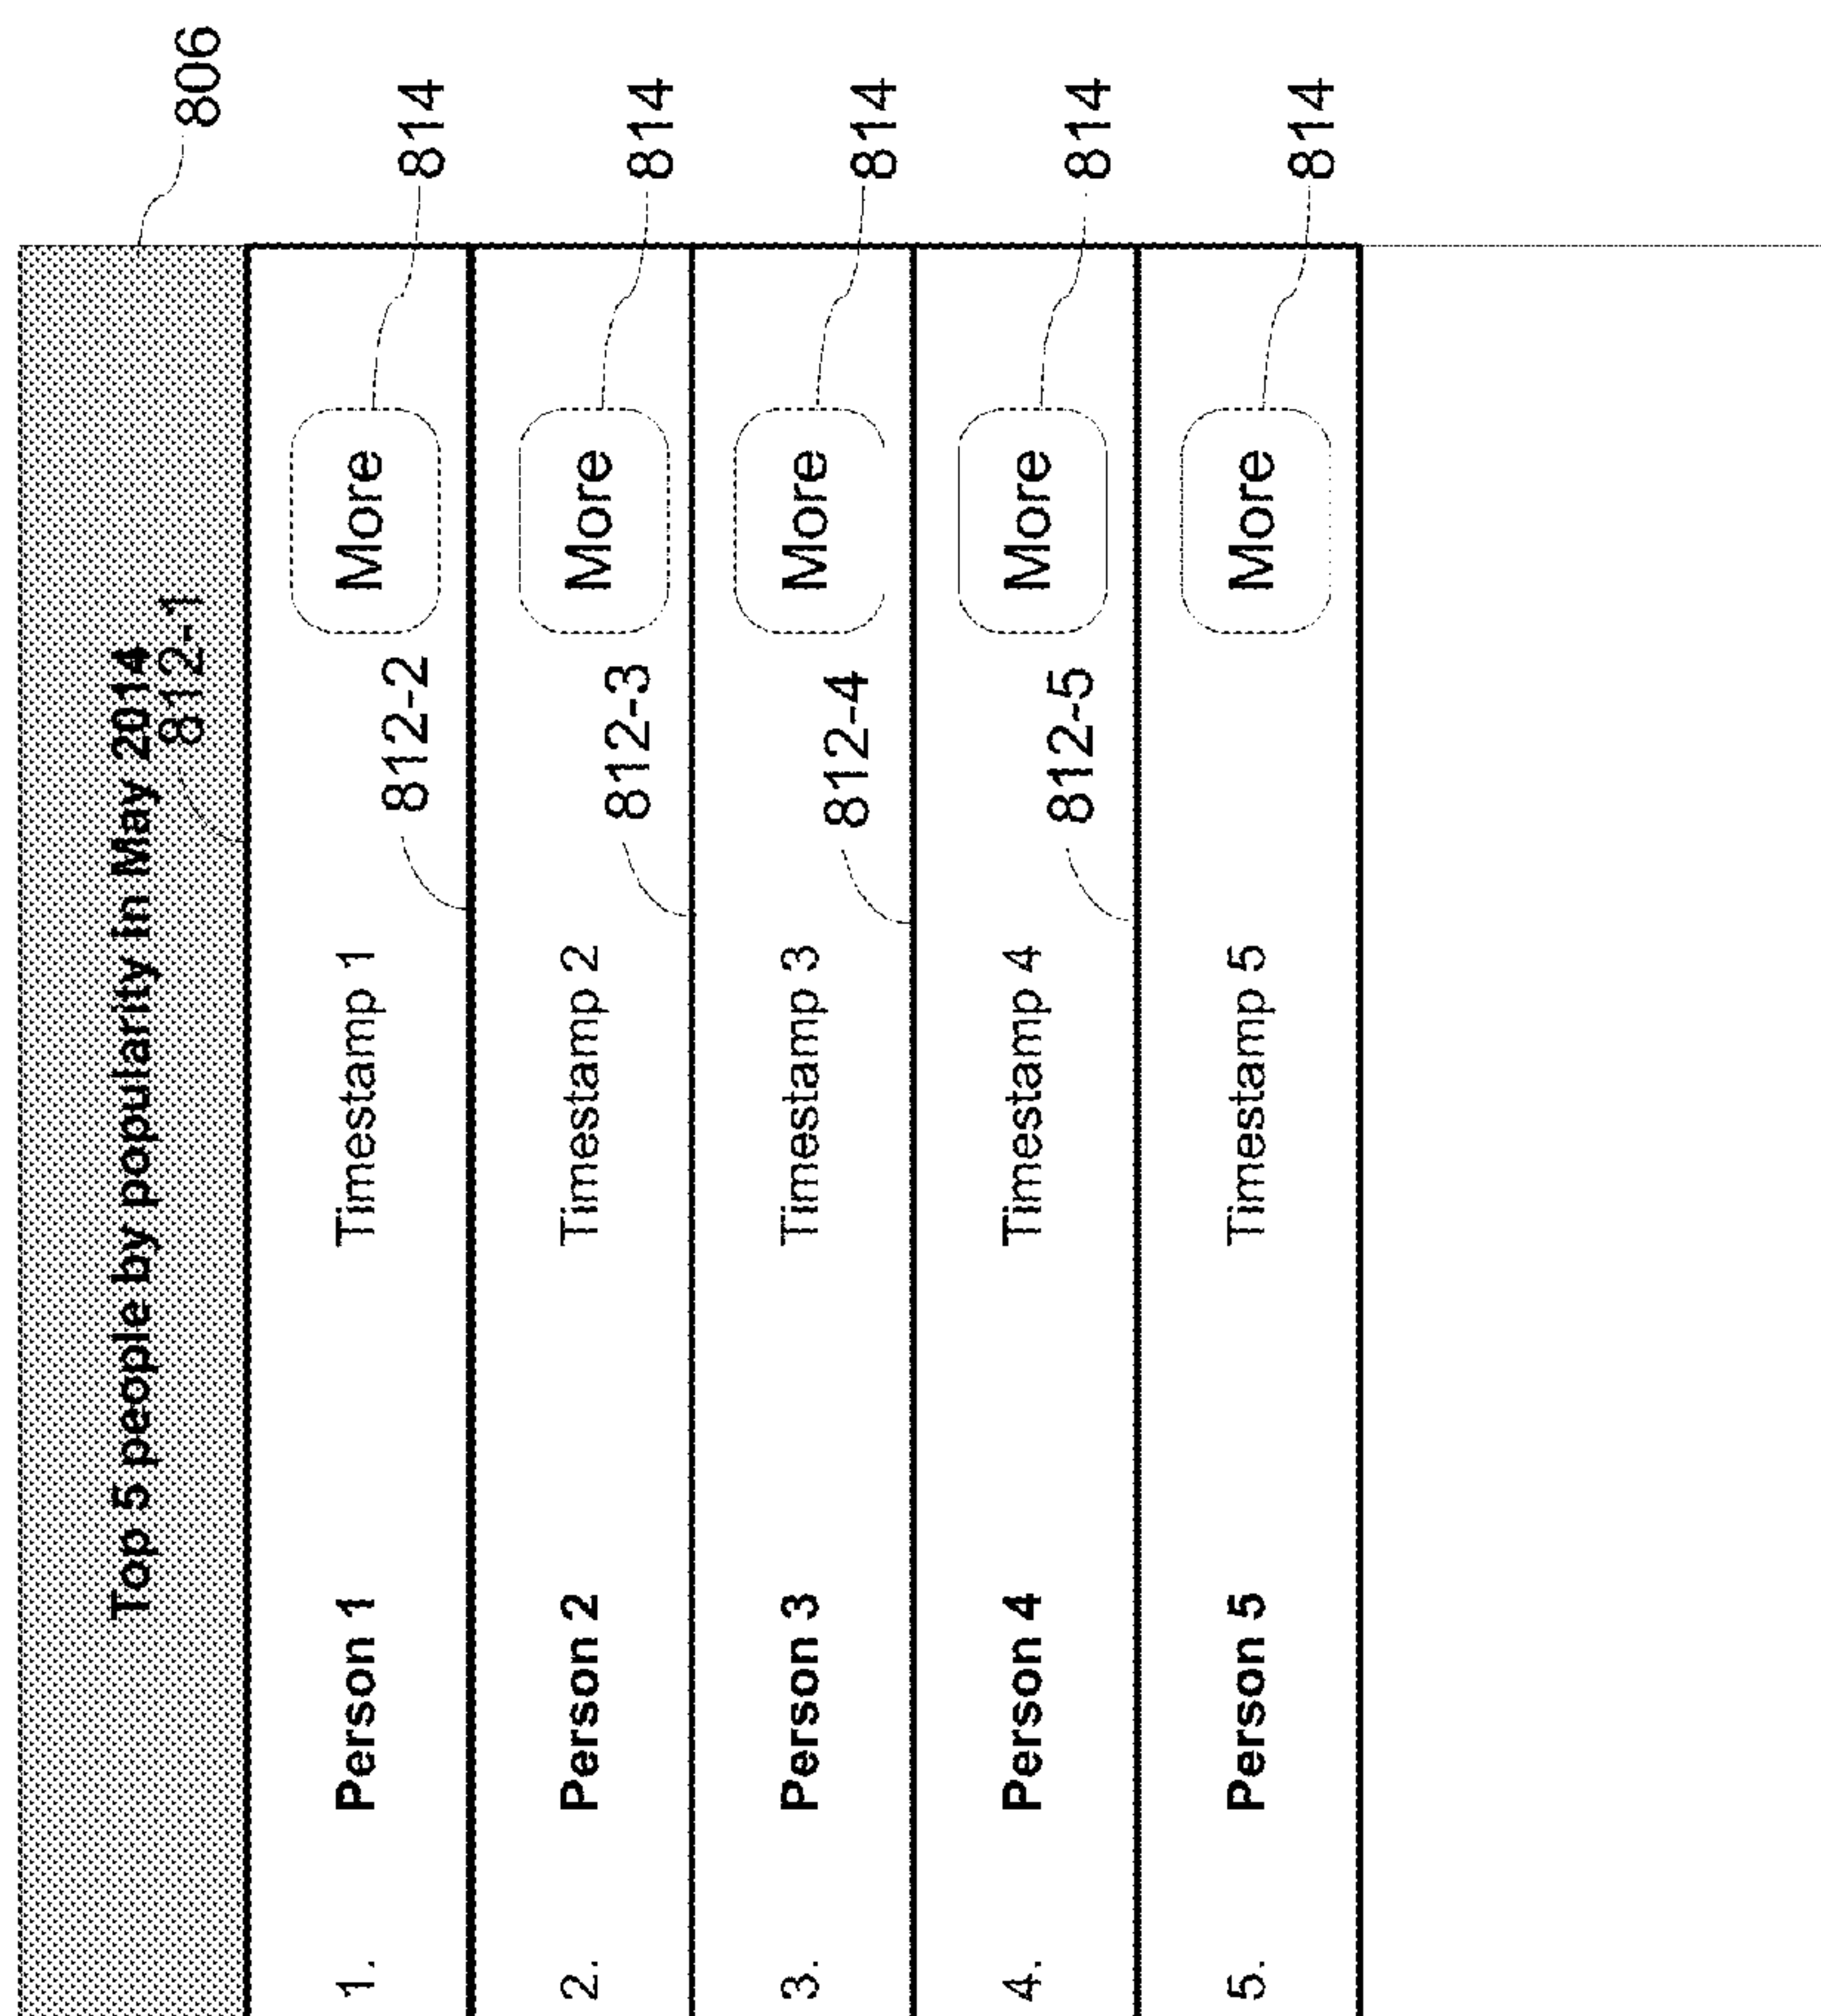 806
Top 5 people by popularity in May 2014
812-1
1. Person 1 Timestamp 1 More 814
812-2
2. Person 2 Timestamp 2 More 814
812-3
3. Person 3 Timestamp 3 More 814
812-4
4. Person 4 Timestamp 4 More 814
812-5
5. Person 5 Timestamp 5 More 814